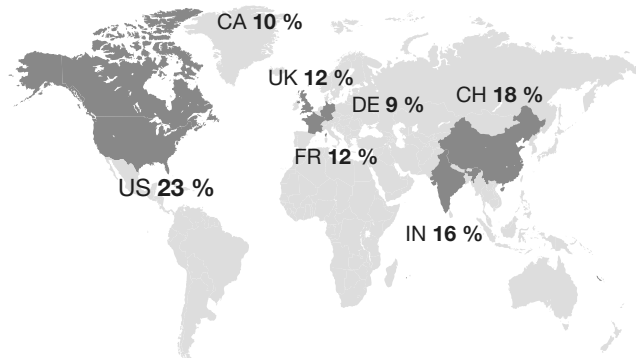 CA 10 %
UK 12 %
DE 9 %
CH 18 %
FR 12 %
US 23 %
IN 16 %